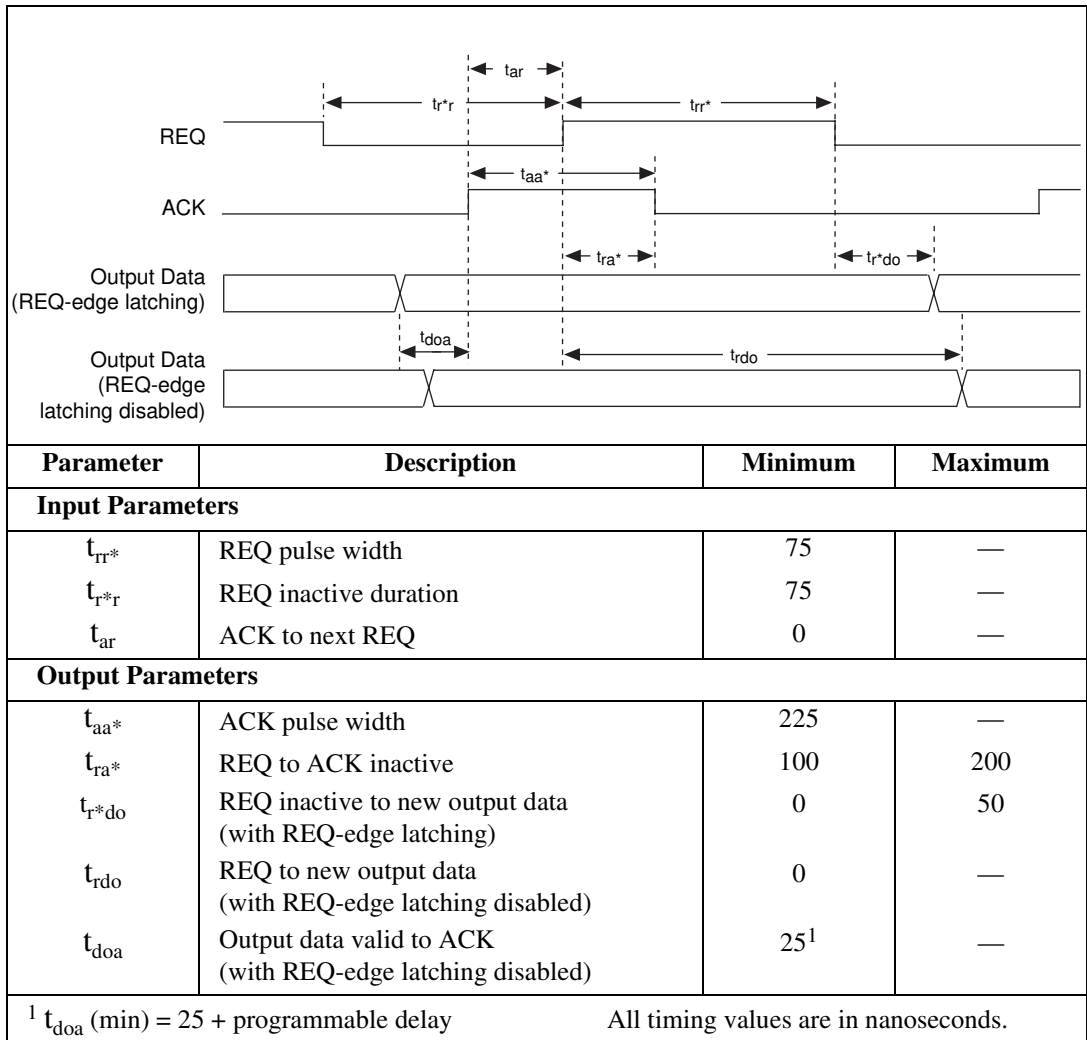 tar
tr*r
trr*
REQ
taa*
ACK
tra*
tr*do
Output Data
(REQ-edge latching)
tdoa
trdo
Output Data
(REQ-edge
latching disabled)
Parameter Description Minimum Maximum
Input Parameters
trr* REQ pulse width 75 —
tr*r REQ inactive duration 75 —
tar ACK to next REQ 0 —
Output Parameters
taa* ACK pulse width 225 —
tra* REQ to ACK inactive 100 200
tr*do REQ inactive to new output data 0 50
(with REQ-edge latching)
trdo REQ to new output data 0 —
(with REQ-edge latching disabled)
tdoa Output data valid to ACK 25¹ —
(with REQ-edge latching disabled)
¹ tdoa (min) = 25 + programmable delay All timing values are in nanoseconds.